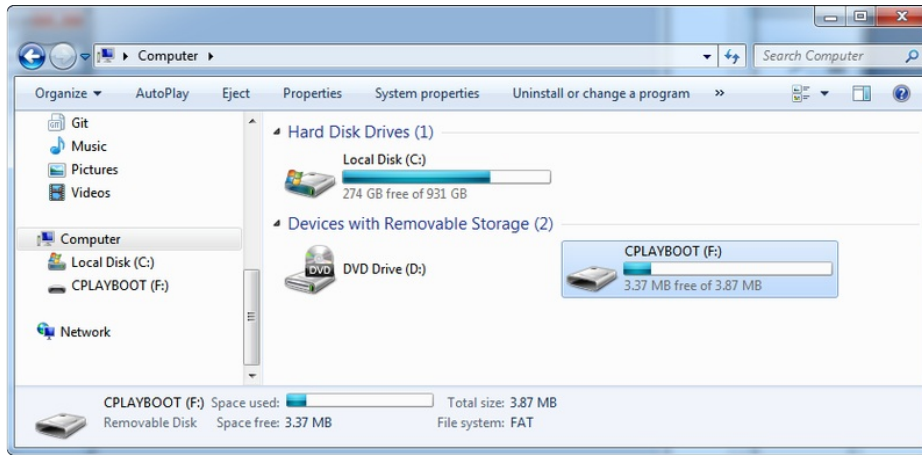 Computer
Search Computer
Organize AutoPlay Eject Properties System properties Uninstall or change a program »
Git
Music
Pictures
Videos
Computer
Local Disk (C:)
CPLAYBOOT (F:)
Network
Hard Disk Drives (1)
Local Disk (C:)
274 GB free of 931 GB
Devices with Removable Storage (2)
DVD
DVD Drive (D:)
CPLAYBOOT (F:)
3.37 MB free of 3.87 MB
CPLAYBOOT (F:) Space used: Total size: 3.87 MB
Removable Disk Space free: 3.37 MB File system: FAT